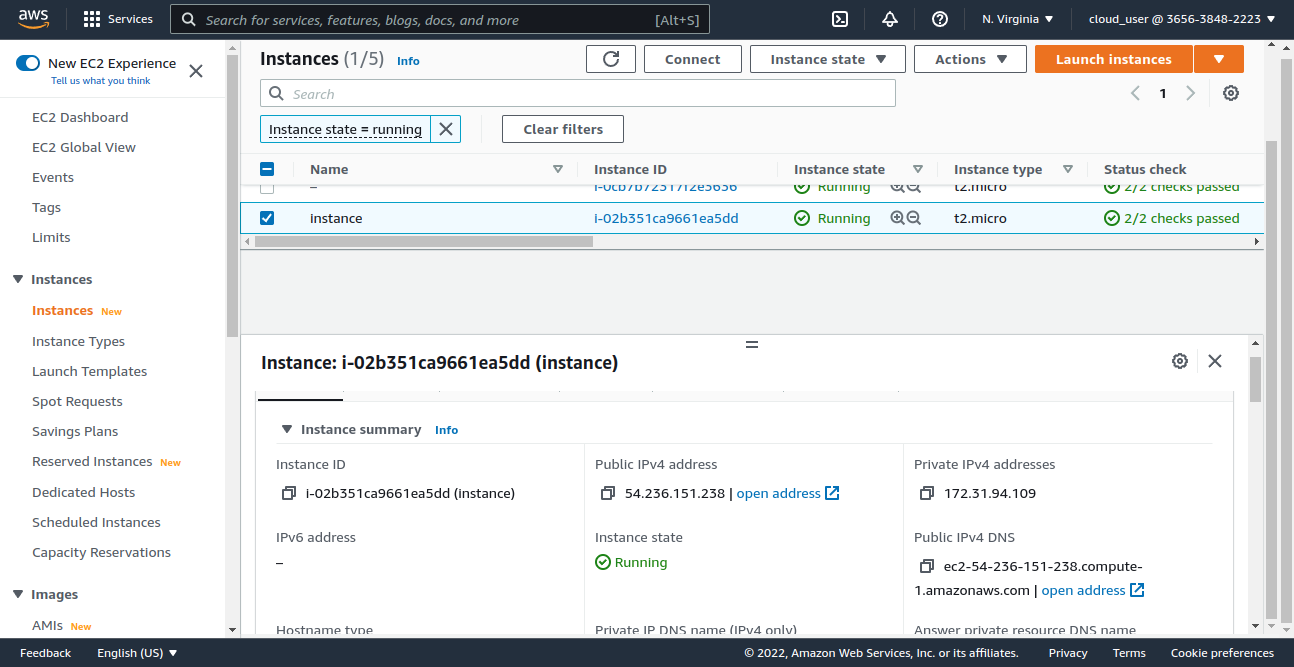 aws
Services
Search for services, features, blogs, docs, and more [Alt+S]
N. Virginia
cloud_user @ 3656-3848-2223
New EC2 Experience
Tell us what you think
EC2 Dashboard
EC2 Global View
Events
Tags
Limits
Instances
Instances New
Instance Types
Launch Templates
Spot Requests
Savings Plans
Reserved Instances New
Dedicated Hosts
Scheduled Instances
Capacity Reservations
Images
AMIs New
Instances (1/5) Info
Connect
Instance state
Actions
Launch instances
Search
1
Instance state = running
Clear filters
Name Instance ID Instance state Instance type Status check
– Running t2.micro 2/2 checks passed
instance i-02b351ca9661ea5dd Running t2.micro 2/2 checks passed
Instance: i-02b351ca9661ea5dd (instance)
Instance summary Info
Instance ID
i-02b351ca9661ea5dd (instance)
Public IPv4 address
54.236.151.238 | open address
Private IPv4 addresses
172.31.94.109
IPv6 address
–
Instance state
Running
Public IPv4 DNS
ec2-54-236-151-238.compute-
1.amazonaws.com | open address
Hostname type
Private IP DNS name (IPv4 only)
Answer private resource DNS name
Feedback
English (US)
© 2022, Amazon Web Services, Inc. or its affiliates.
Privacy
Terms
Cookie preferences